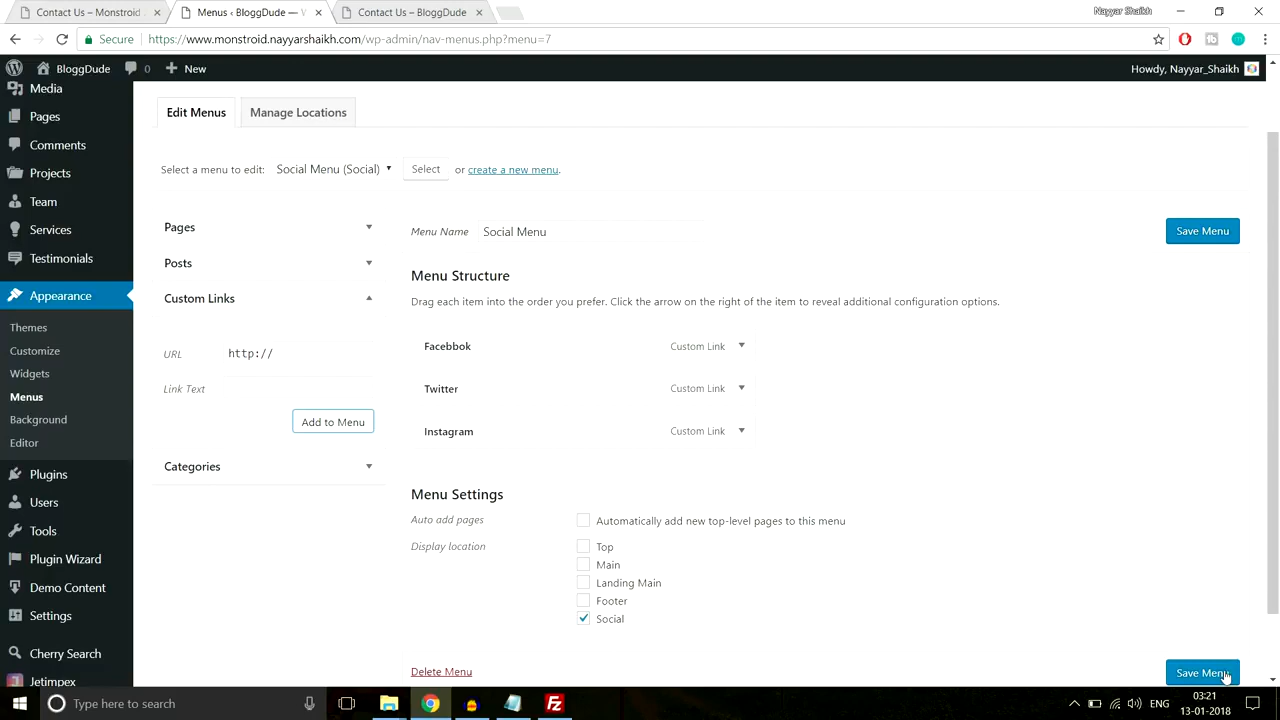 Contact Us – Monstroid
Menus ‹ BloggDude — W
Contact Us – BloggDude
Nayyar Shaikh
Secure
https://www.monstroid.nayyarshaikh.com/wp-admin/nav-menus.php?menu=7
BloggDude
0
New
Howdy, Nayyar_Shaikh
Media
Pages
Comments
Projects
Team
Services
Testimonials
Appearance
Themes
Customize
Widgets
Menus
Background
Editor
Plugins
Users
Tools
Plugin Wizard
Demo Content
Settings
Cherry Search
Jetimpex
Edit Menus
Manage Locations
Select a menu to edit: Social Menu (Social) Select or create a new menu.
Pages
Posts
Custom Links
URL http://
Link Text
Add to Menu
Categories
Menu Name Social Menu
Save Menu
Menu Structure
Drag each item into the order you prefer. Click the arrow on the right of the item to reveal additional configuration options.
Facebbok Custom Link
Twitter Custom Link
Instagram Custom Link
Menu Settings
Auto add pages Automatically add new top-level pages to this menu
Display location Top
Main
Landing Main
Footer
Social
Delete Menu
Save Menu
Type here to search
ENG
03:21
13-01-2018